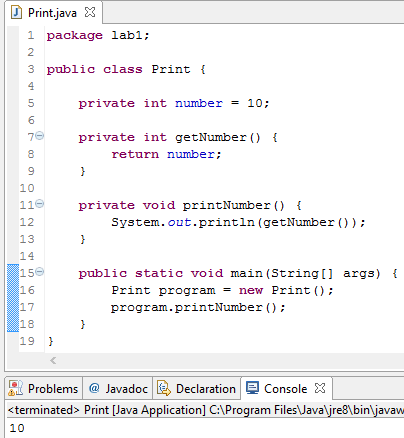 Print.java
1 package lab1;
2
3 public class Print {
4
5     private int number = 10;
6
7     private int getNumber() {
8         return number;
9     }
10
11     private void printNumber() {
12         System.out.println(getNumber());
13     }
14
15     public static void main(String[] args) {
16         Print program = new Print();
17         program.printNumber();
18     }
19 }
Problems @ Javadoc Declaration Console
<terminated> Print [Java Application] C:\Program Files\Java\jre8\bin\javaw
10